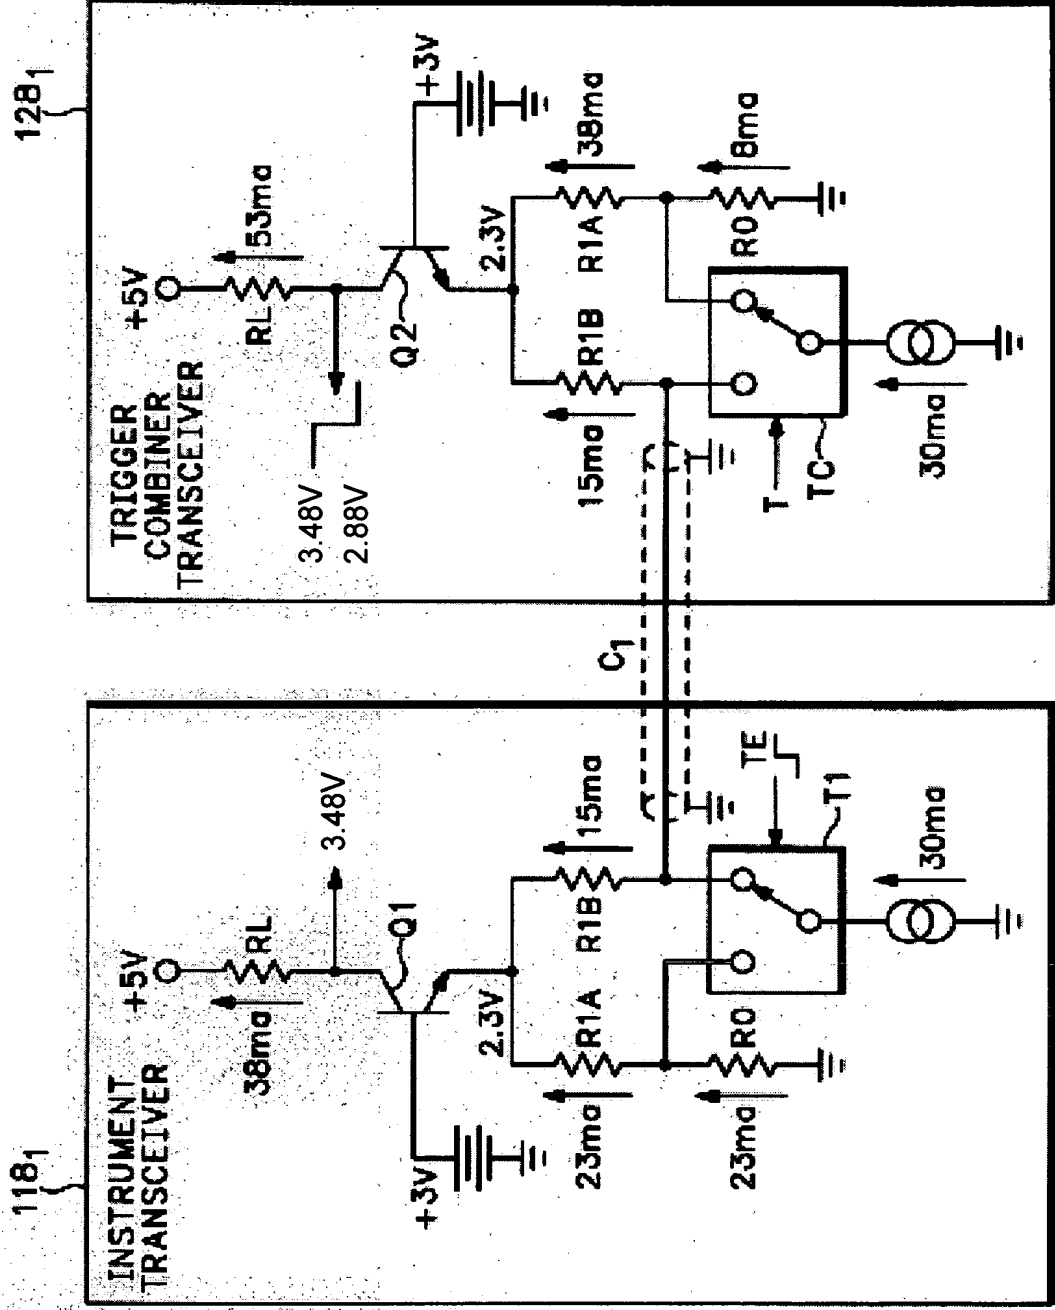 118₁
INSTRUMENT
TRANSCEIVER
+5V
38ma
RL
3.48V
Q1
+3V
2.3V
23ma
R1A
R1B
15ma
23ma
RO
TE
T1
30ma
C₁
128₁
TRIGGER
COMBINER
TRANSCEIVER
+5V
RL
53ma
3.48V
2.88V
Q2
+3V
2.3V
15ma
R1B
R1A
38ma
RO
8ma
T
TC
30ma